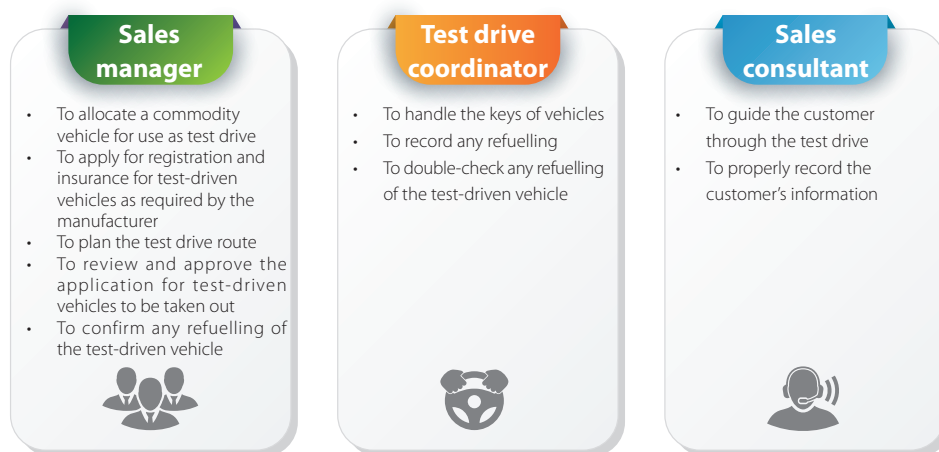 Sales
manager
• To allocate a commodity
vehicle for use as test drive
• To apply for registration and
insurance for test-driven
vehicles as required by the
manufacturer
• To plan the test drive route
• To review and approve the
application for test-driven
vehicles to be taken out
• To confirm any refuelling of
the test-driven vehicle
Test drive
coordinator
• To handle the keys of vehicles
• To record any refuelling
• To double-check any refuelling
of the test-driven vehicle
Sales
consultant
• To guide the customer
through the test drive
• To properly record the
customer’s information